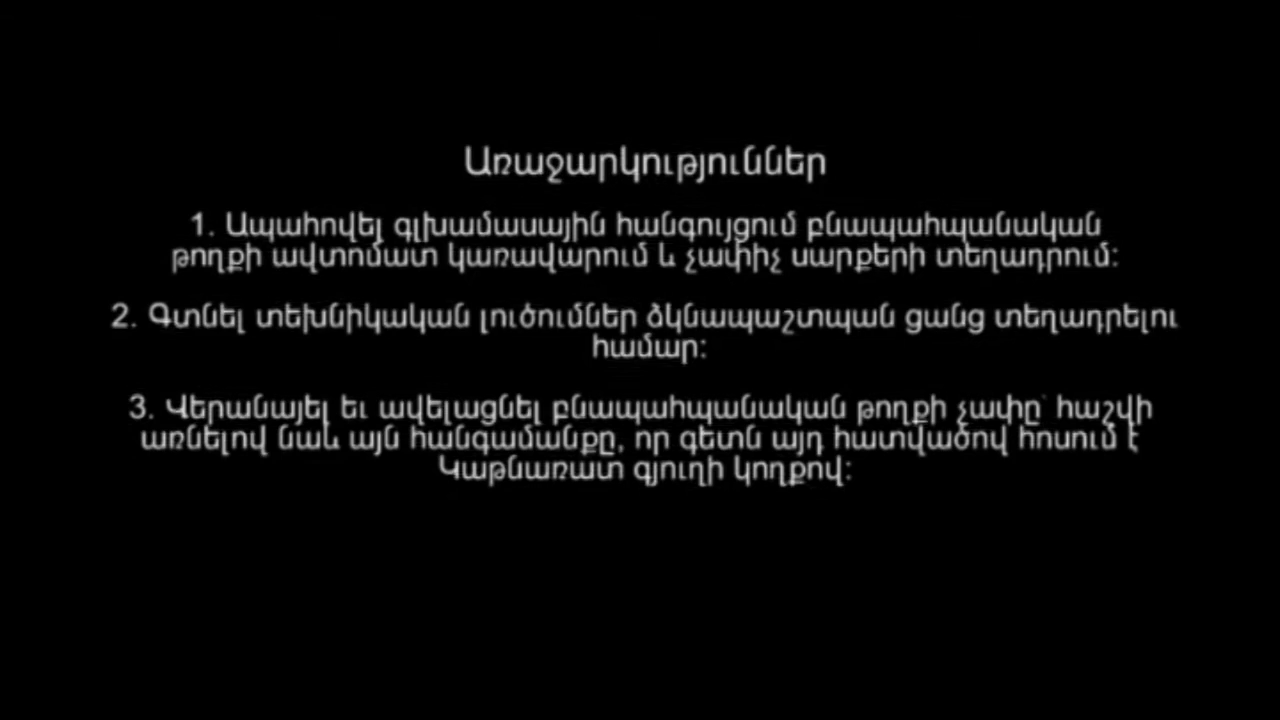 Առաջարկություններ
1. Ապահովել գլխամասային հանգույցում բնապահպանական
թողքի ավտոմատ կառավարում և չափիչ սարքերի տեղադրում:
2. Գտնել տեխնիկական լուծումներ ձկնապաշտպան ցանց տեղադրելու
համար:
3. Վերանայել եւ ավելացնել բնապահպանական թողքի չափը՝ հաշվի
առնելով նաև այն հանգամանքը, որ գետն այդ հատվածով հոսում է
Կաթնառատ գյուղի կողքով: